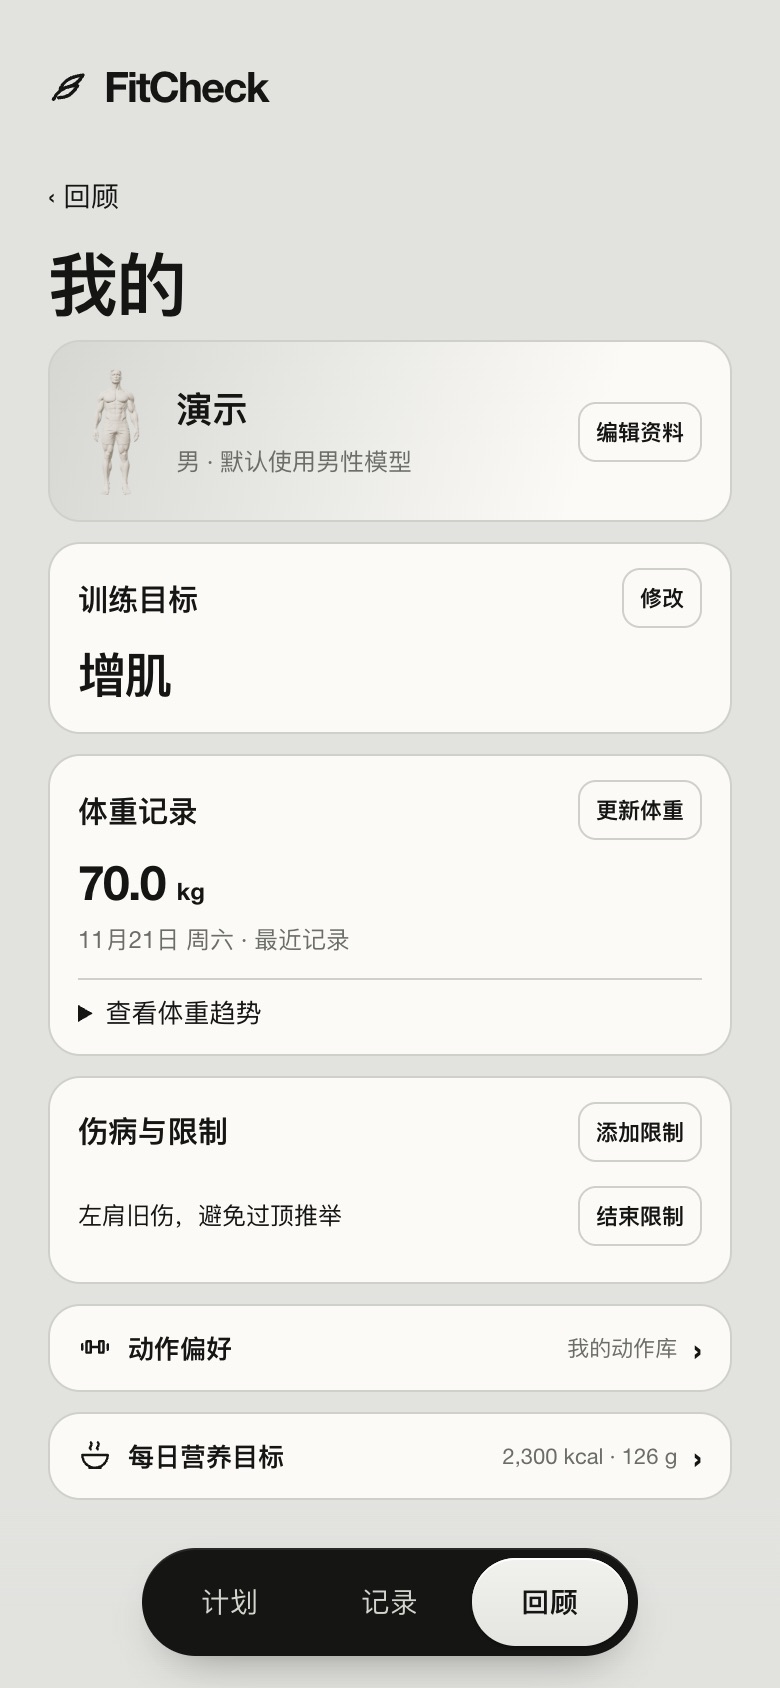 FitCheck
‹ 回顾
我的
演示
男 · 默认使用男性模型
编辑资料
训练目标
修改
增肌
体重记录
更新体重
70.0 kg
11月21日 周六 · 最近记录
查看体重趋势
伤病与限制
添加限制
左肩旧伤，避免过顶推举
结束限制
动作偏好
我的动作库 ›
每日营养目标
2,300 kcal · 126 g ›
计划
记录
回顾